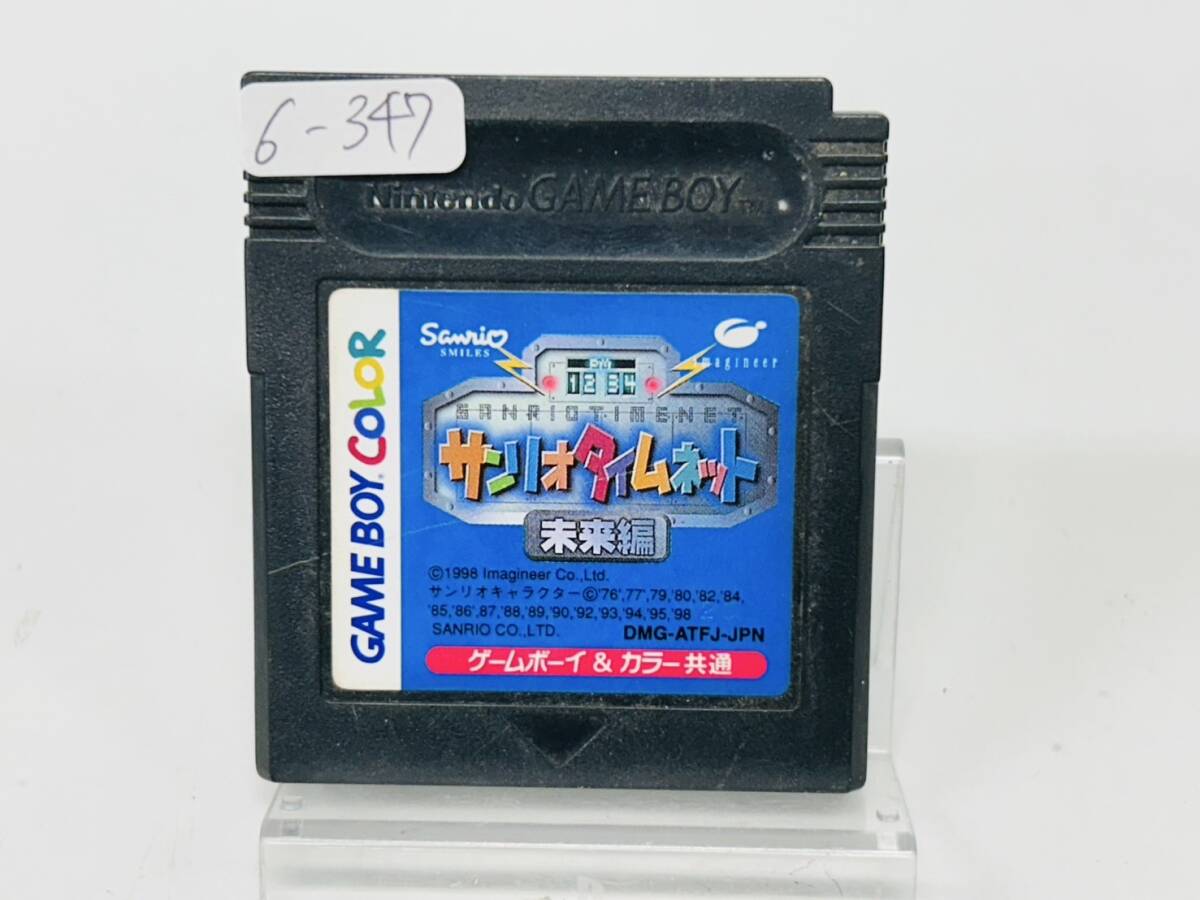 6-347
Nintendo GAME BOY TM
GAME BOY COLOR
Sanrio
SMILES
imagineer
PM
12 34
SANRIOTIMENET
サンリオタイムネット
未来編
©1998 Imagineer Co.,Ltd.
サンリオキャラクター©'76','77','79,'80,'82,'84,
'85,'86','87,'88,'89,'90,'92,'93,'94,'95,'98
SANRIO CO.,LTD.
DMG-ATFJ-JPN
ゲームボーイ & カラー共通